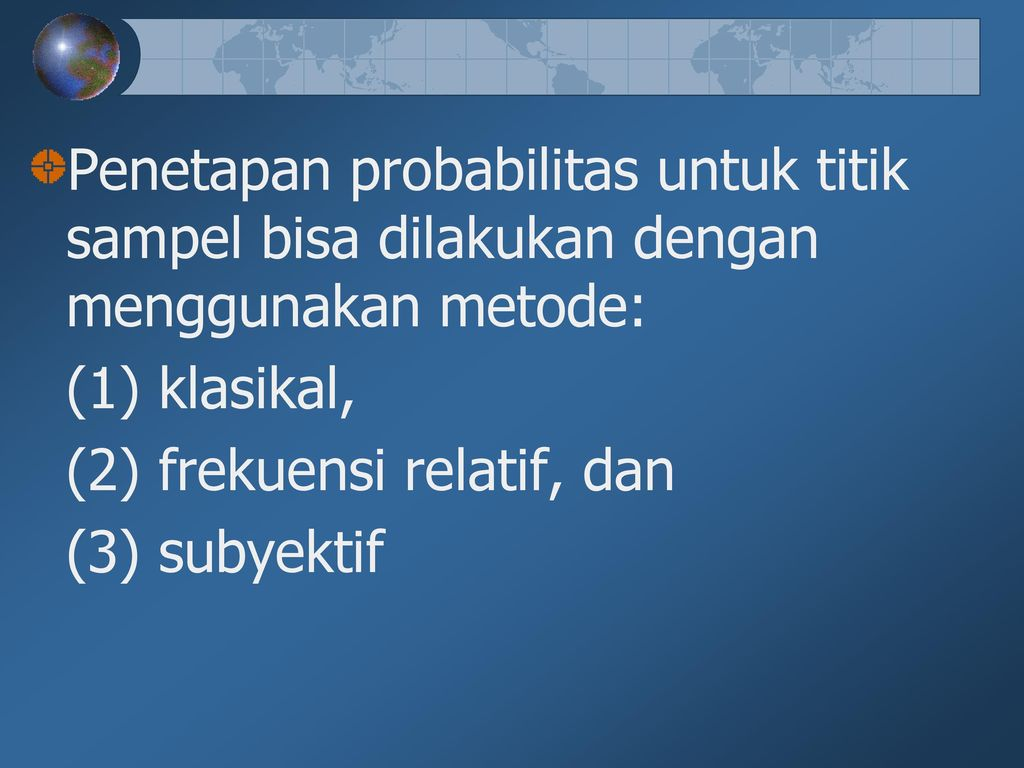 Penetapan probabilitas untuk titik
sampel bisa dilakukan dengan
menggunakan metode:
(1) klasikal,
(2) frekuensi relatif, dan
(3) subyektif